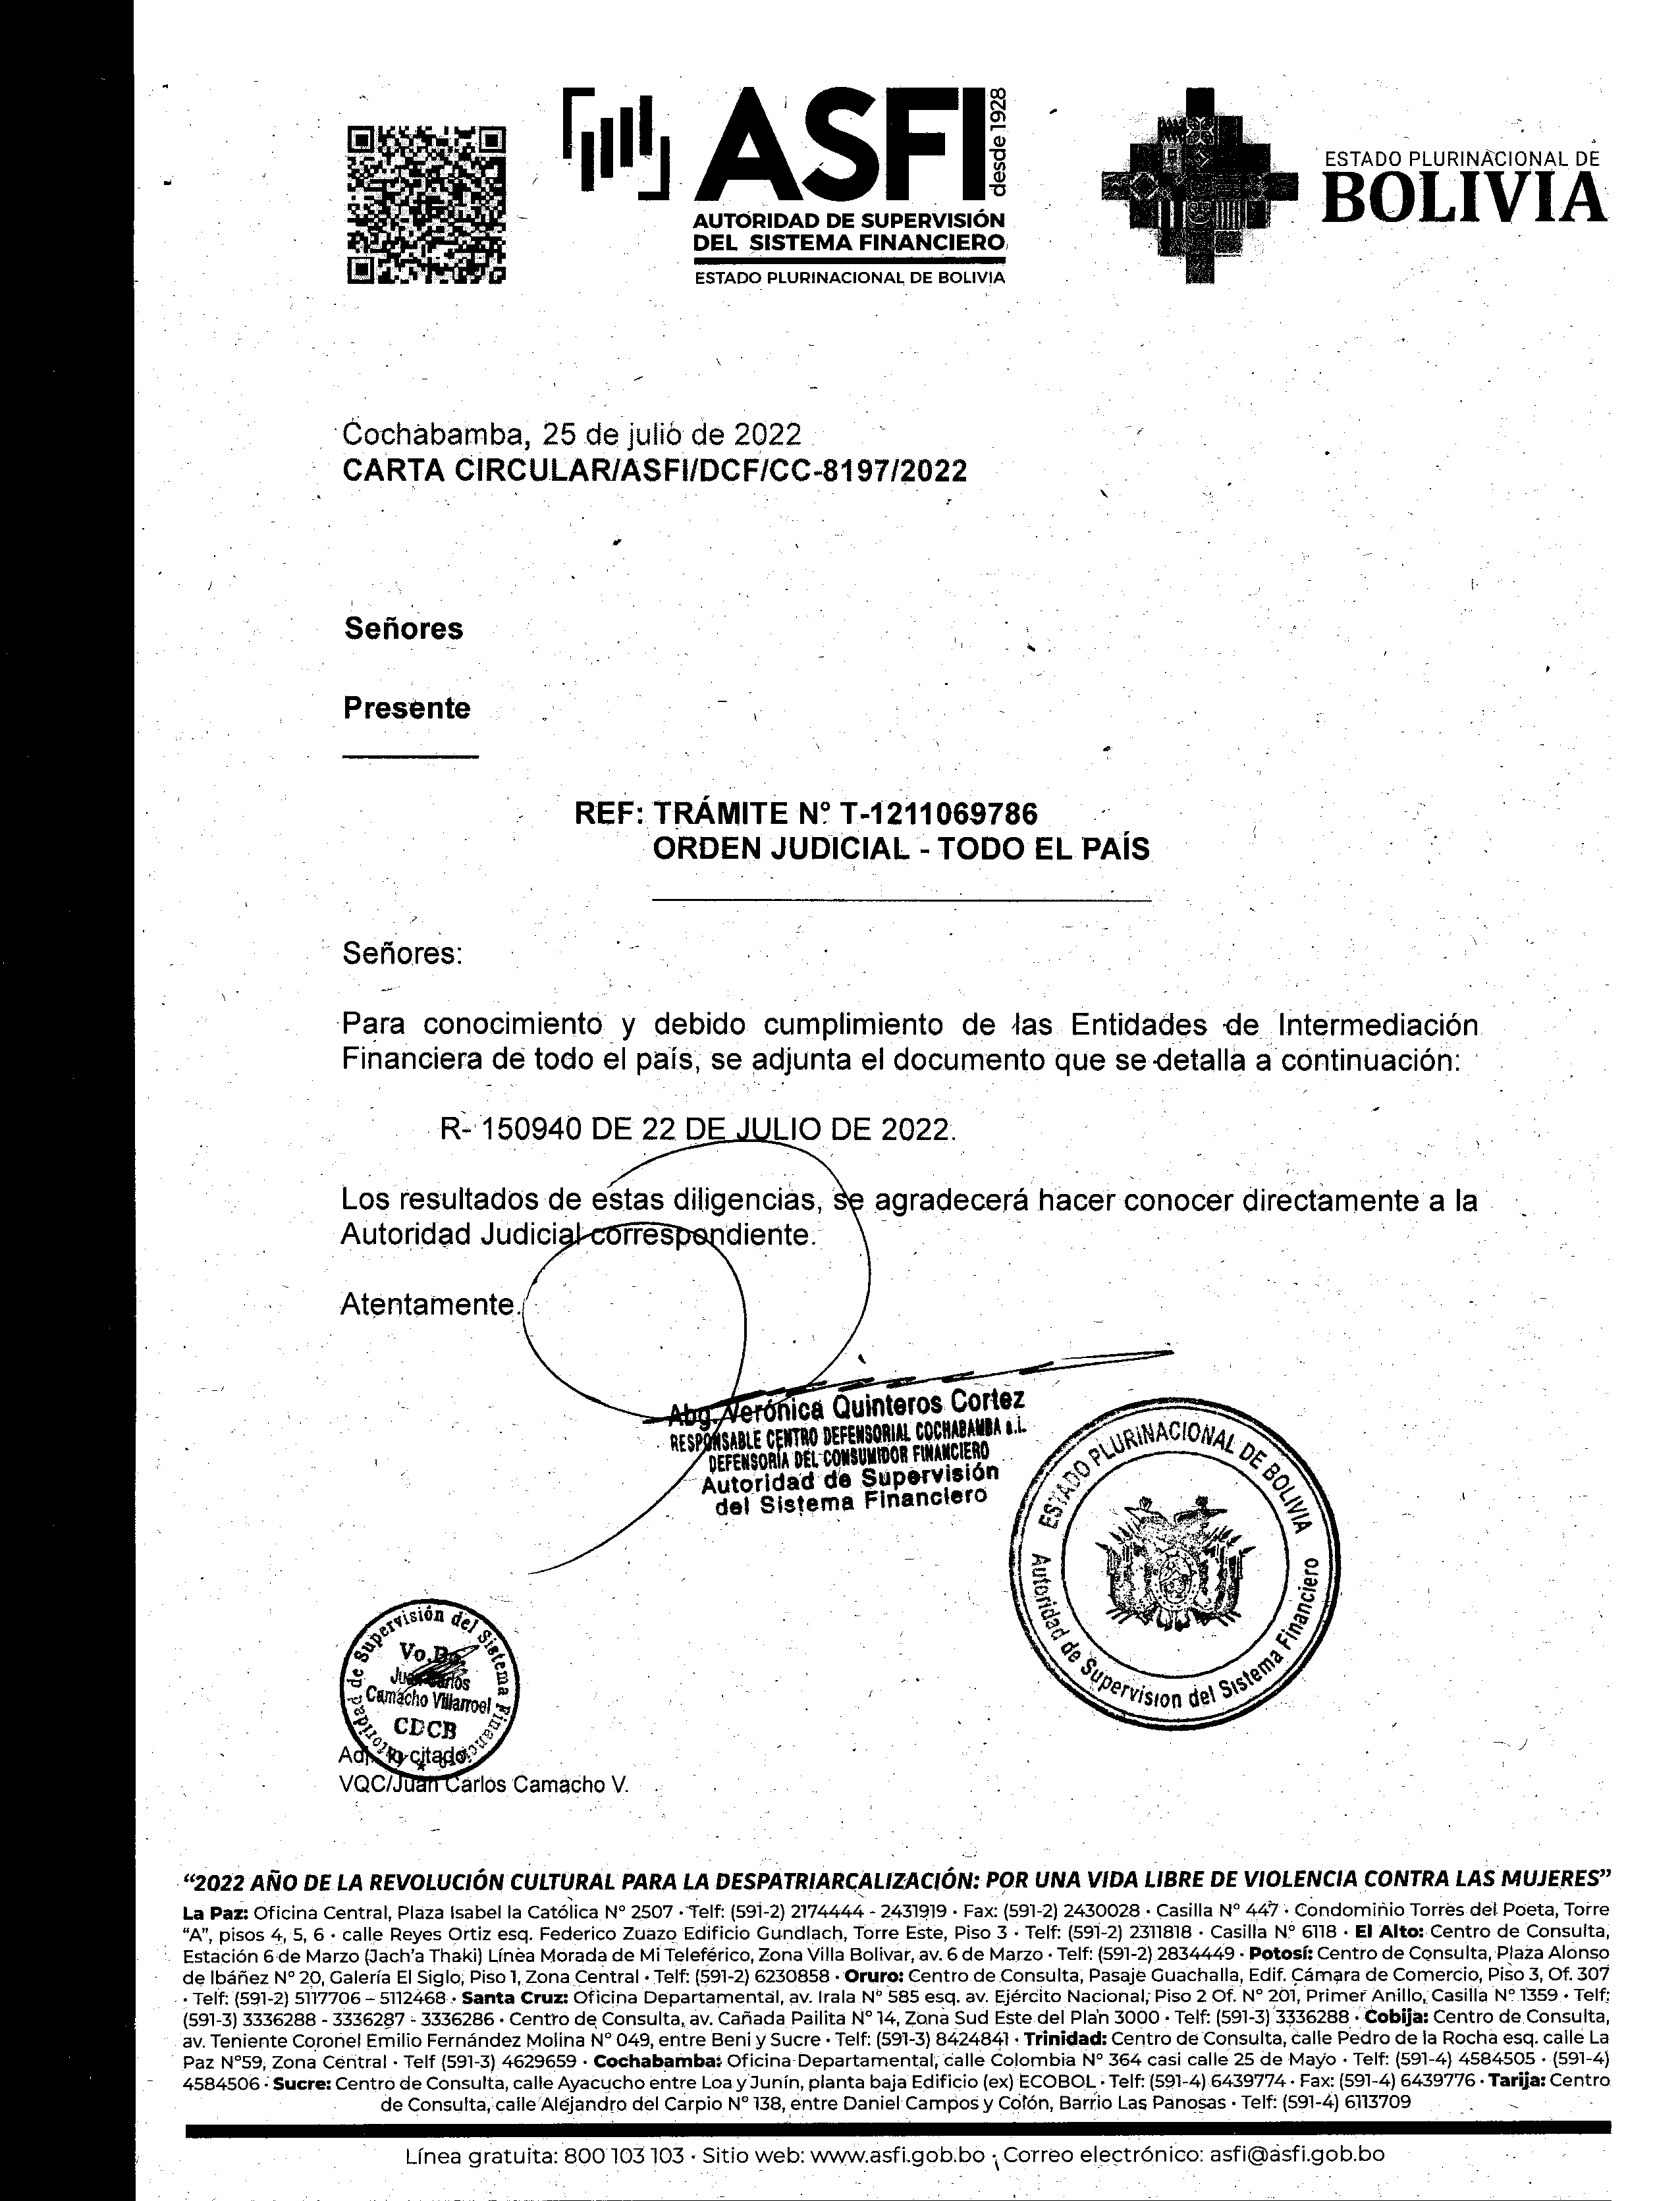 ASFI
desde 1928
AUTORIDAD DE SUPERVISIÓN
DEL SISTEMA FINANCIERO
ESTADO PLURINACIONAL DE BOLIVIA
ESTADO PLURINACIONAL DE
BOLIVIA
Cochabamba, 25 de julio de 2022
CARTA CIRCULAR/ASFI/DCF/CC-8197/2022
Señores
Presente
REF: TRÁMITE Nº T-1211069786
ORDEN JUDICIAL - TODO EL PAÍS
Señores:
Para conocimiento y debido cumplimiento de las Entidades de Intermediación
Financiera de todo el país, se adjunta el documento que se detalla a continuación:
R- 150940 DE 22 DE JULIO DE 2022.
Los resultados de estas diligencias, se agradecerá hacer conocer directamente a la
Autoridad Judicial correspondiente.
Atentamente.
Abg. Verónica Quinteros Cortez
RESPONSABLE CENTRO DEFENSORIAL COCHABAMBA a.i.
DEFENSORÍA DEL CONSUMIDOR FINANCIERO
Autoridad de Supervisión
del Sistema Financiero
ESTADO PLURINACIONAL DE BOLIVIA
Autoridad de Supervision del Sistema Financiero
Autoridad de Supervisión del Sistema Financiero
Vo.Bo.
Juan Carlos
Camacho Villarroel
CDCB
Adj. lo citado
VQC/Juan Carlos Camacho V.
“2022 AÑO DE LA REVOLUCIÓN CULTURAL PARA LA DESPATRIARCALIZACIÓN: POR UNA VIDA LIBRE DE VIOLENCIA CONTRA LAS MUJERES”
La Paz: Oficina Central, Plaza Isabel la Católica Nº 2507 · Telf: (591-2) 2174444 - 2431919 · Fax: (591-2) 2430028 · Casilla Nº 447 · Condominio Torres del Poeta, Torre
“A”, pisos 4, 5, 6 · calle Reyes Ortiz esq. Federico Zuazo Edificio Gundlach, Torre Este, Piso 3 · Telf: (591-2) 2311818 · Casilla N.º 6118 · El Alto: Centro de Consulta,
Estación 6 de Marzo (Jach’a Thaki) Línea Morada de Mi Teleférico, Zona Villa Bolivar, av. 6 de Marzo · Telf: (591-2) 2834449 · Potosí: Centro de Consulta, Plaza Alonso
de Ibáñez Nº 20, Galería El Siglo, Piso 1, Zona Central · Telf: (591-2) 6230858 · Oruro: Centro de Consulta, Pasaje Guachalla, Edif. Cámara de Comercio, Piso 3, Of. 307
· Telf: (591-2) 5117706 – 5112468 · Santa Cruz: Oficina Departamental, av. Irala Nº 585 esq. av. Ejército Nacional, Piso 2 Of. Nº 201, Primer Anillo, Casilla Nº 1359 · Telf:
(591-3) 3336288 - 3336287 - 3336286 · Centro de Consulta, av. Cañada Pailita Nº 14, Zona Sud Este del Plan 3000 · Telf: (591-3) 3336288 · Cobija: Centro de Consulta,
av. Teniente Coronel Emilio Fernández Molina Nº 049, entre Beni y Sucre · Telf: (591-3) 8424841 · Trinidad: Centro de Consulta, calle Pedro de la Rocha esq. calle La
Paz Nº59, Zona Central · Telf (591-3) 4629659 · Cochabamba: Oficina Departamental, calle Colombia Nº 364 casi calle 25 de Mayo · Telf: (591-4) 4584505 · (591-4)
4584506 · Sucre: Centro de Consulta, calle Ayacucho entre Loa y Junín, planta baja Edificio (ex) ECOBOL · Telf: (591-4) 6439774 · Fax: (591-4) 6439776 · Tarija: Centro
de Consulta, calle Alejandro del Carpio Nº 138, entre Daniel Campos y Colón, Barrio Las Panosas · Telf: (591-4) 6113709
Línea gratuita: 800 103 103 · Sitio web: www.asfi.gob.bo · Correo electrónico: asfi@asfi.gob.bo